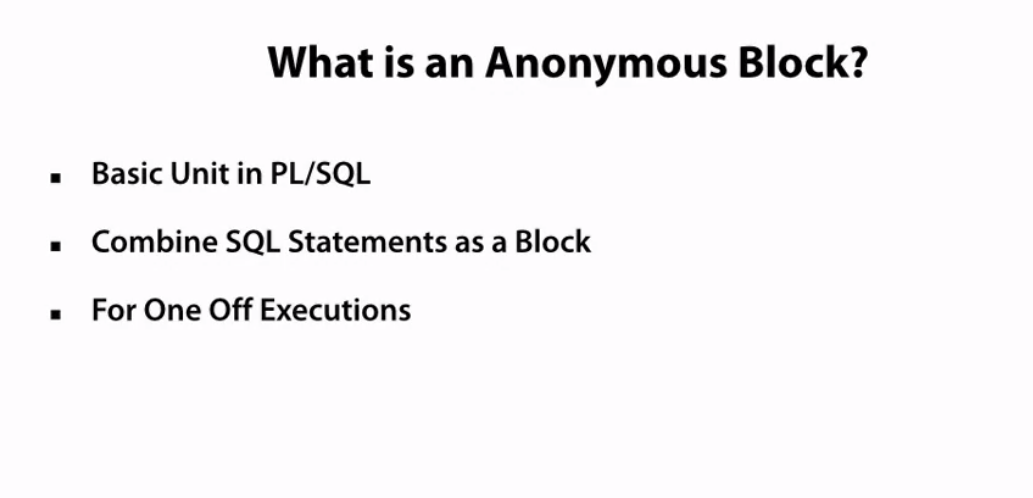 What is an Anonymous Block?
▪ Basic Unit in PL/SQL
▪ Combine SQL Statements as a Block
▪ For One Off Executions